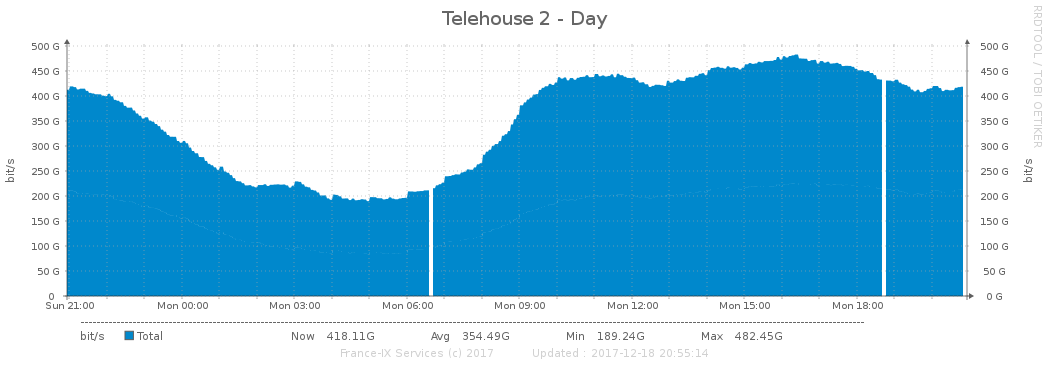 Telehouse 2 - Day
RRDTOOL / TOBI OETIKER
500 G 500 G
450 G 450 G
400 G 400 G
350 G 350 G
300 G 300 G
250 G 250 G
200 G 200 G
150 G 150 G
100 G 100 G
50 G 50 G
0 0 G
bit/s bit/s
Sun 21:00 Mon 00:00 Mon 03:00 Mon 06:00 Mon 09:00 Mon 12:00 Mon 15:00 Mon 18:00
bit/s Total Now 418.11G Avg 354.49G Min 189.24G Max 482.45G
France-IX Services (c) 2017 Updated : 2017-12-18 20:55:14